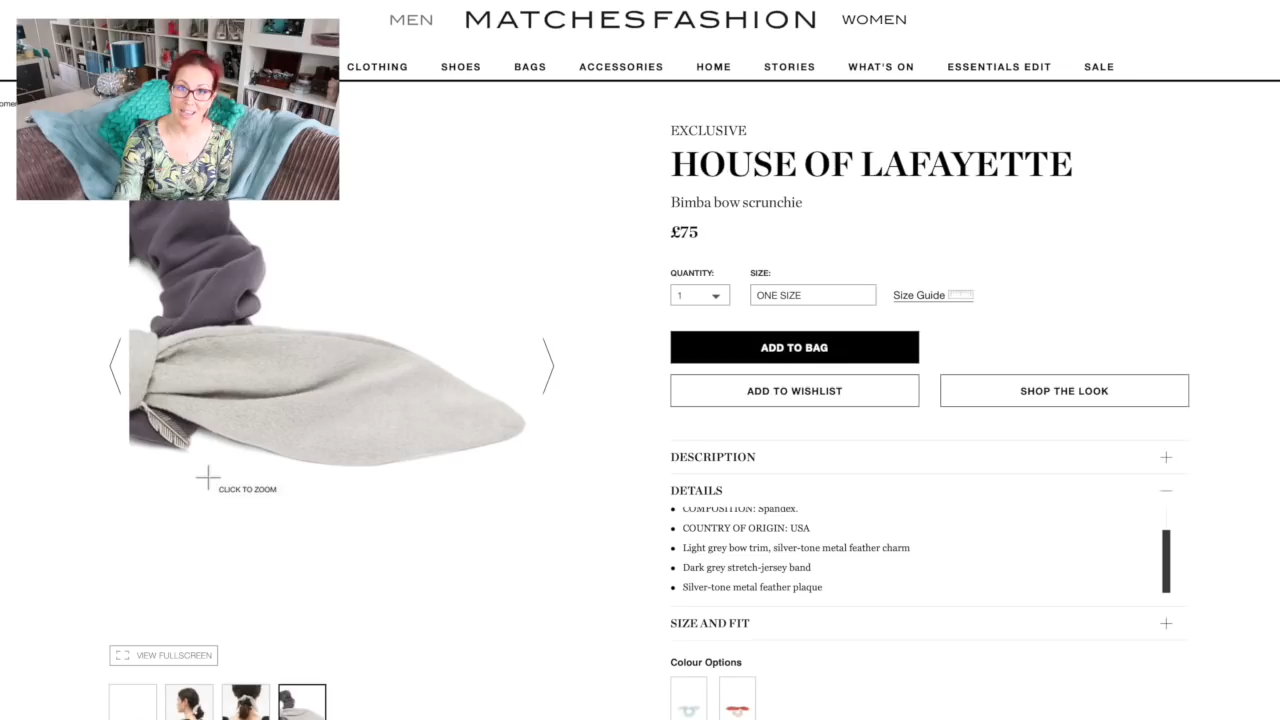 MEN MATCHESFASHION WOMEN
CLOTHING SHOES BAGS ACCESSORIES HOME STORIES WHAT'S ON ESSENTIALS EDIT SALE
EXCLUSIVE
HOUSE OF LAFAYETTE
Bimba bow scrunchie
£75
QUANTITY: SIZE:
1 ONE SIZE Size Guide
ADD TO BAG
ADD TO WISHLIST SHOP THE LOOK
DESCRIPTION
DETAILS
• COMPOSITION: Spandex.
• COUNTRY OF ORIGIN: USA
• Light grey bow trim, silver-tone metal feather charm
• Dark grey stretch-jersey band
• Silver-tone metal feather plaque
SIZE AND FIT
Colour Options
CLICK TO ZOOM
VIEW FULLSCREEN